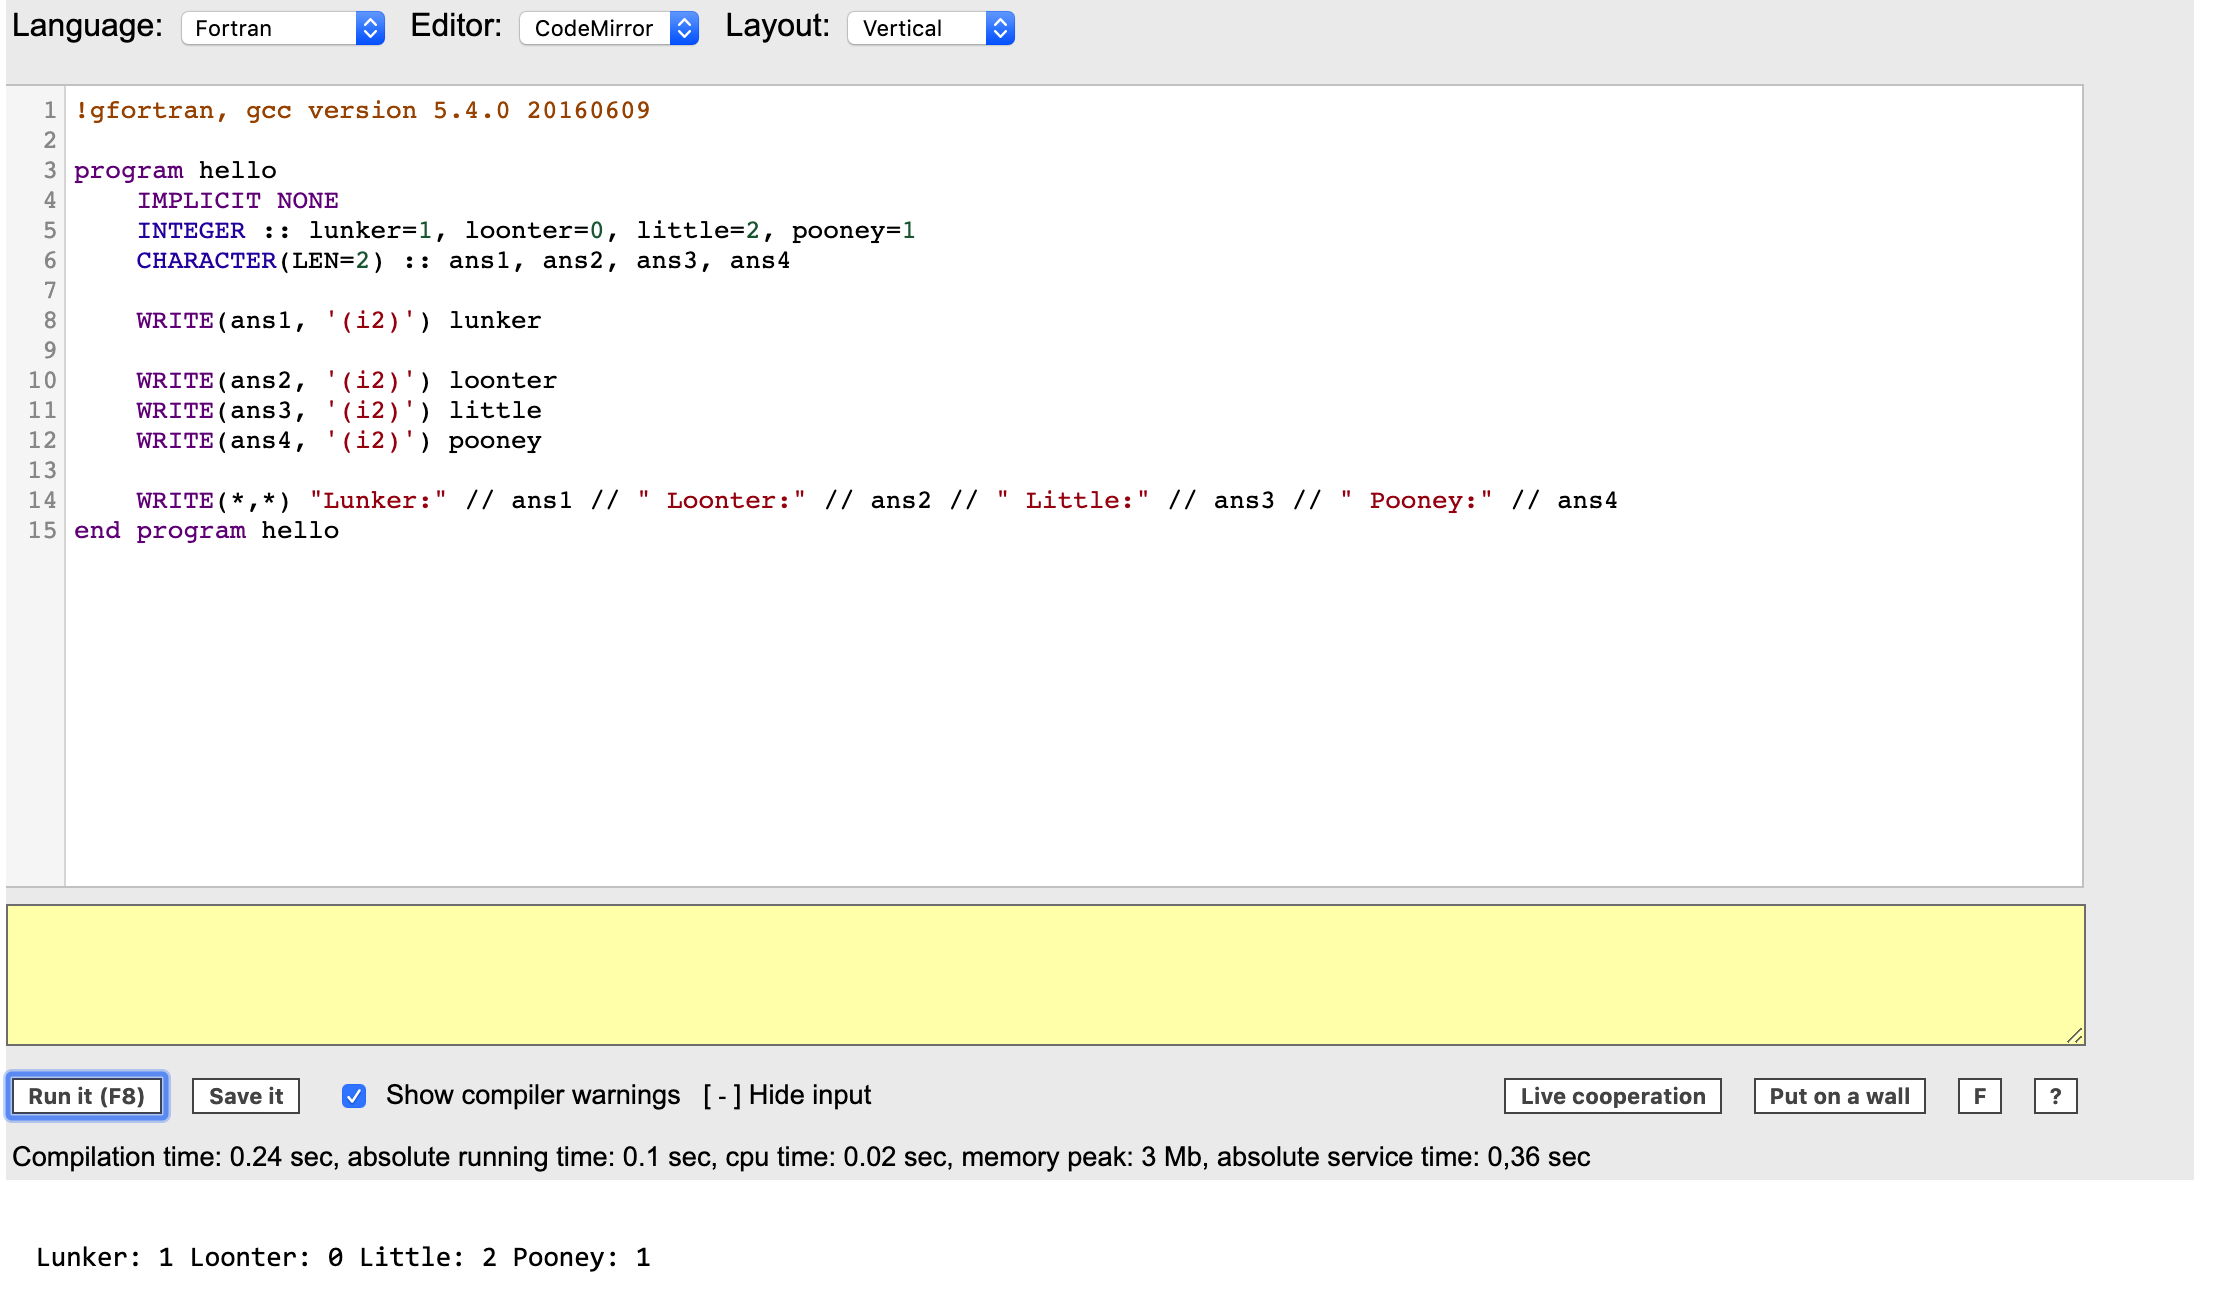 Language: Fortran Editor: CodeMirror Layout: Vertical
1 !gfortran, gcc version 5.4.0 20160609
2
3 program hello
4     IMPLICIT NONE
5     INTEGER :: lunker=1, loonter=0, little=2, pooney=1
6     CHARACTER(LEN=2) :: ans1, ans2, ans3, ans4
7
8     WRITE(ans1, '(i2)') lunker
9
10     WRITE(ans2, '(i2)') loonter
11     WRITE(ans3, '(i2)') little
12     WRITE(ans4, '(i2)') pooney
13
14     WRITE(*,*) "Lunker:" // ans1 // " Loonter:" // ans2 // " Little:" // ans3 // " Pooney:" // ans4
15 end program hello
Run it (F8) Save it Show compiler warnings [ - ] Hide input Live cooperation Put on a wall F ?
Compilation time: 0.24 sec, absolute running time: 0.1 sec, cpu time: 0.02 sec, memory peak: 3 Mb, absolute service time: 0,36 sec
Lunker: 1 Loonter: 0 Little: 2 Pooney: 1